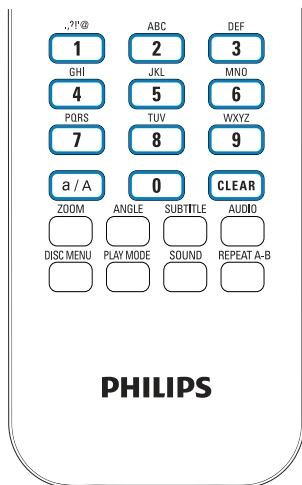 .,?!'@ ABC DEF
1 2 3
GHI JKL MNO
4 5 6
PQRS TUV WXYZ
7 8 9
a / A 0 CLEAR
ZOOM ANGLE SUBTITLE AUDIO
DISC MENU PLAY MODE SOUND REPEAT A-B
PHILIPS